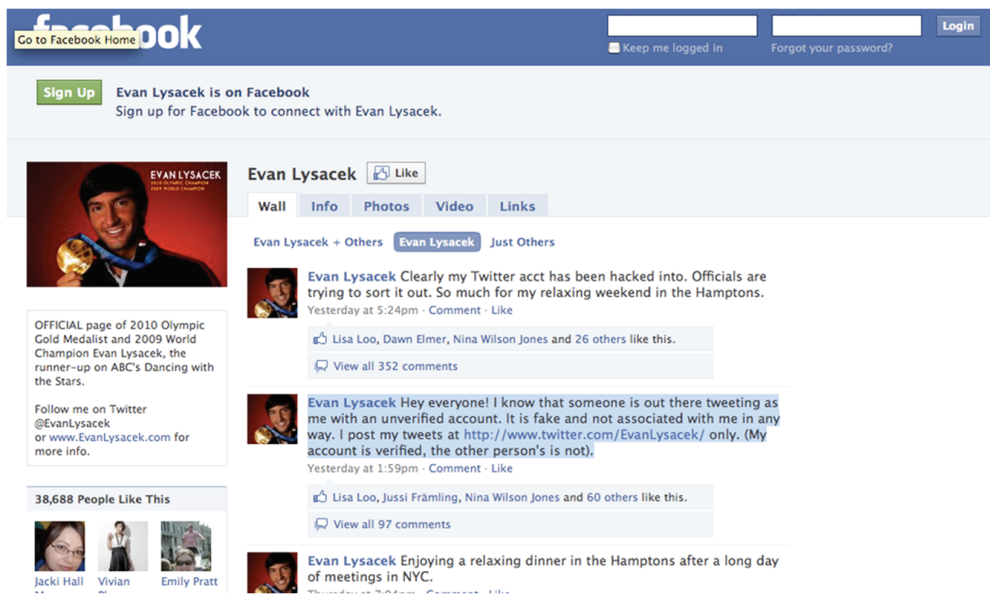 facebook
Go to Facebook Home
Keep me logged in
Forgot your password?
Login
Sign Up
Evan Lysacek is on Facebook
Sign up for Facebook to connect with Evan Lysacek.
EVAN LYSACEK
2010 OLYMPIC CHAMPION
2009 WORLD CHAMPION
Evan Lysacek
Like
Wall Info Photos Video Links
Evan Lysacek + Others Evan Lysacek Just Others
Evan Lysacek Clearly my Twitter acct has been hacked into. Officials are
trying to sort it out. So much for my relaxing weekend in the Hamptons.
Yesterday at 5:24pm · Comment · Like
Lisa Loo, Dawn Elmer, Nina Wilson Jones and 26 others like this.
View all 352 comments
Evan Lysacek Hey everyone! I know that someone is out there tweeting as
me with an unverified account. It is fake and not associated with me in any
way. I post my tweets at http://www.twitter.com/EvanLysacek/ only. (My
account is verified, the other person's is not).
Yesterday at 1:59pm · Comment · Like
Lisa Loo, Jussi Främling, Nina Wilson Jones and 60 others like this.
View all 97 comments
Evan Lysacek Enjoying a relaxing dinner in the Hamptons after a long day
of meetings in NYC.
OFFICIAL page of 2010 Olympic
Gold Medalist and 2009 World
Champion Evan Lysacek, the
runner-up on ABC's Dancing with
the Stars.
Follow me on Twitter
@EvanLysacek
or www.EvanLysacek.com for
more info.
38,688 People Like This
Jacki Hall
Vivian
Emily Pratt